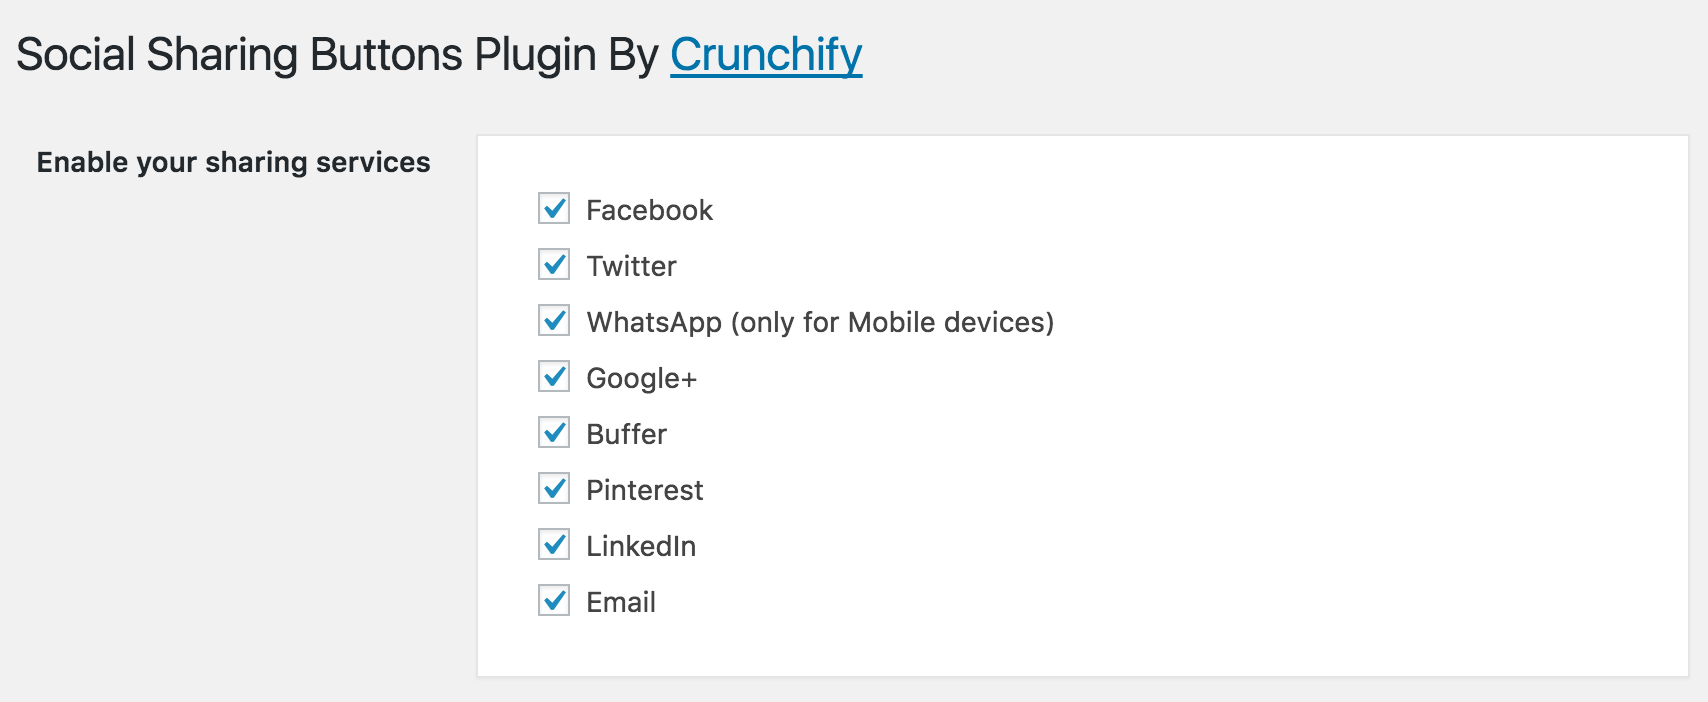 Social Sharing Buttons Plugin By Crunchify
Enable your sharing services
Facebook
Twitter
WhatsApp (only for Mobile devices)
Google+
Buffer
Pinterest
LinkedIn
Email